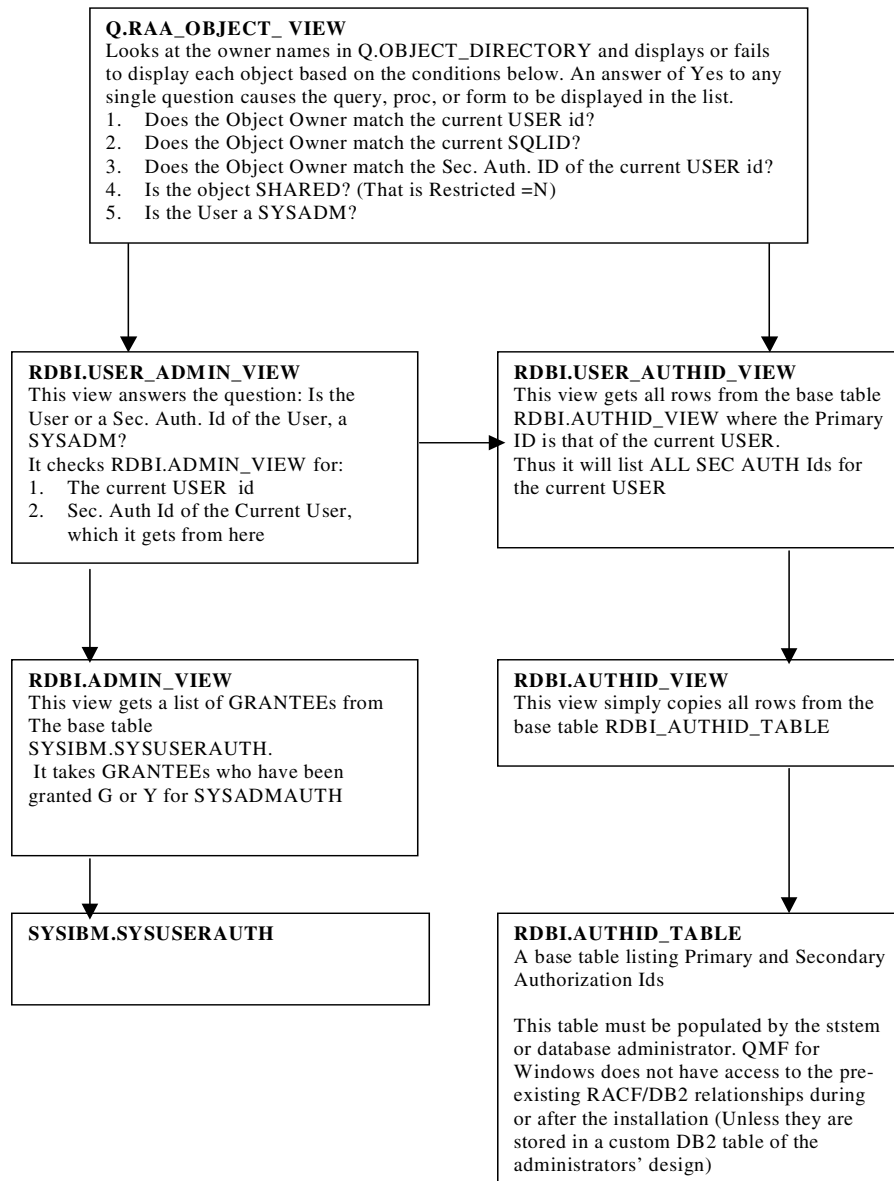 Q.RAA_OBJECT_ VIEW
Looks at the owner names in Q.OBJECT_DIRECTORY and displays or fails
to display each object based on the conditions below. An answer of Yes to any
single question causes the query, proc, or form to be displayed in the list.
1. Does the Object Owner match the current USER id?
2. Does the Object Owner match the current SQLID?
3. Does the Object Owner match the Sec. Auth. ID of the current USER id?
4. Is the object SHARED? (That is Restricted =N)
5. Is the User a SYSADM?
RDBI.USER_ADMIN_VIEW
This view answers the question: Is the
User or a Sec. Auth. Id of the User, a
SYSADM?
It checks RDBI.ADMIN_VIEW for:
1. The current USER id
2. Sec. Auth Id of the Current User,
which it gets from here
RDBI.USER_AUTHID_VIEW
This view gets all rows from the base table
RDBI.AUTHID_VIEW where the Primary
ID is that of the current USER.
Thus it will list ALL SEC AUTH Ids for
the current USER
RDBI.ADMIN_VIEW
This view gets a list of GRANTEEs from
The base table
SYSIBM.SYSUSERAUTH.
It takes GRANTEEs who have been
granted G or Y for SYSADMAUTH
RDBI.AUTHID_VIEW
This view simply copies all rows from the
base table RDBI_AUTHID_TABLE
SYSIBM.SYSUSERAUTH
RDBI.AUTHID_TABLE
A base table listing Primary and Secondary
Authorization Ids
This table must be populated by the ststem
or database administrator. QMF for
Windows does not have access to the pre-
existing RACF/DB2 relationships during
or after the installation (Unless they are
stored in a custom DB2 table of the
administrators' design)